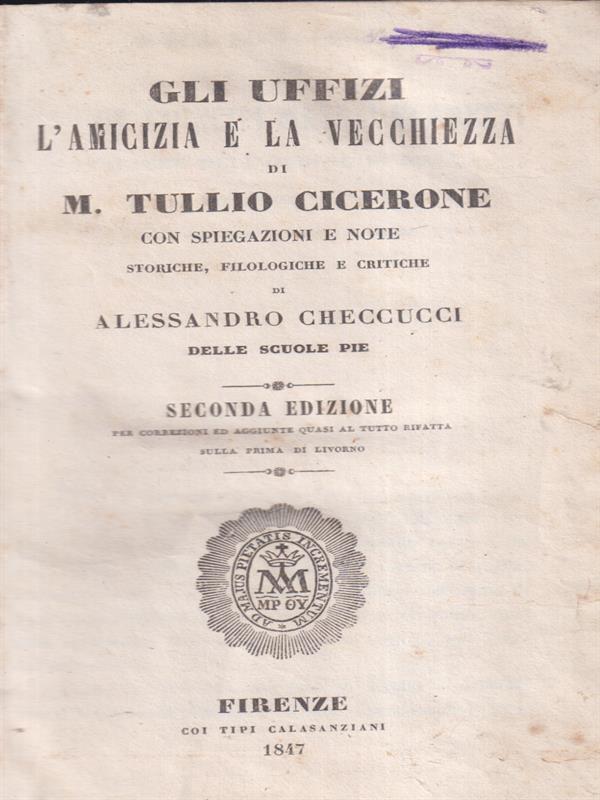 GLI UFFIZI
L'AMICIZIA E LA VECCHIEZZA
DI
M. TULLIO CICERONE
CON SPIEGAZIONI E NOTE
STORICHE, FILOLOGICHE E CRITICHE
DI
ALESSANDRO CHECCUCCI
DELLE SCUOLE PIE
SECONDA EDIZIONE
PER CORREZIONI ED AGGIUNTE QUASI AL TUTTO RIFATTA
SULLA PRIMA DI LIVORNO
AD MAJUS PIETATIS INCREMENTUM
MP ΘY
FIRENZE
COI TIPI CALASANZIANI
1847